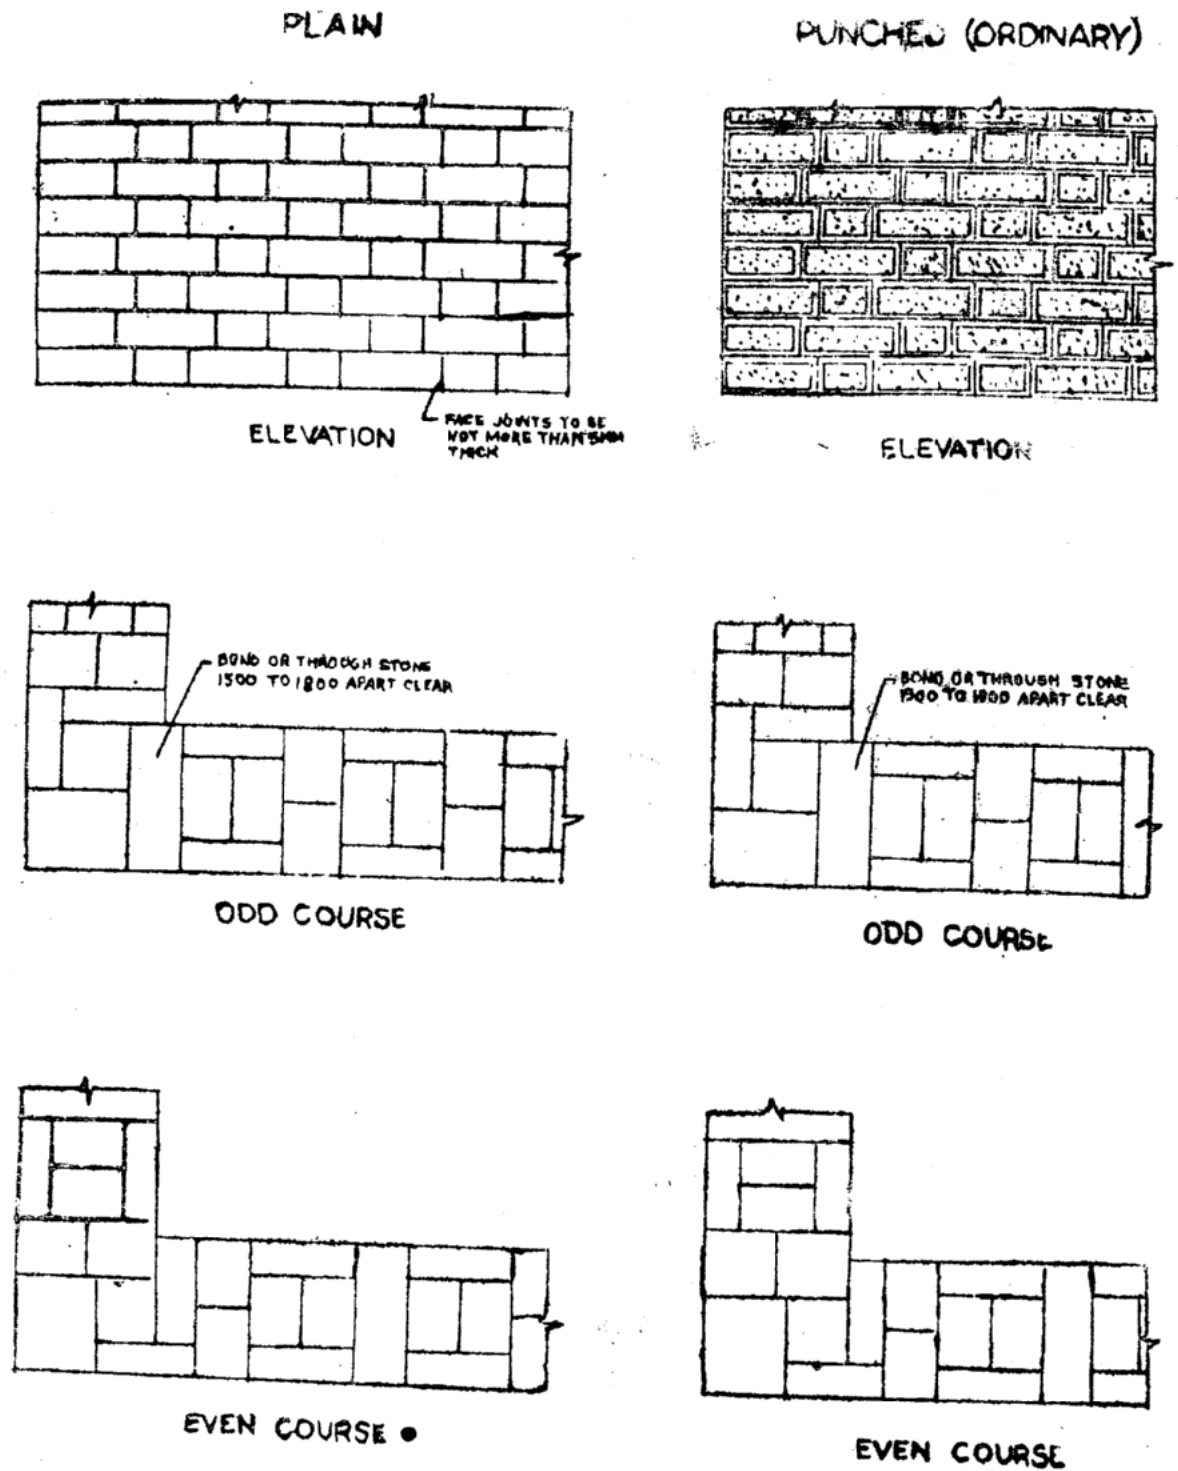 PLAIN
PUNCHED (ORDINARY)
FACE JOINTS TO BE
NOT MORE THAN 5MM
THICK
ELEVATION
ELEVATION
BOND OR THROUGH STONE
1500 TO 1800 APART CLEAR
BOND OR THROUGH STONE
1500 TO 1800 APART CLEAR
ODD COURSE
ODD COURSE
EVEN COURSE
EVEN COURSE